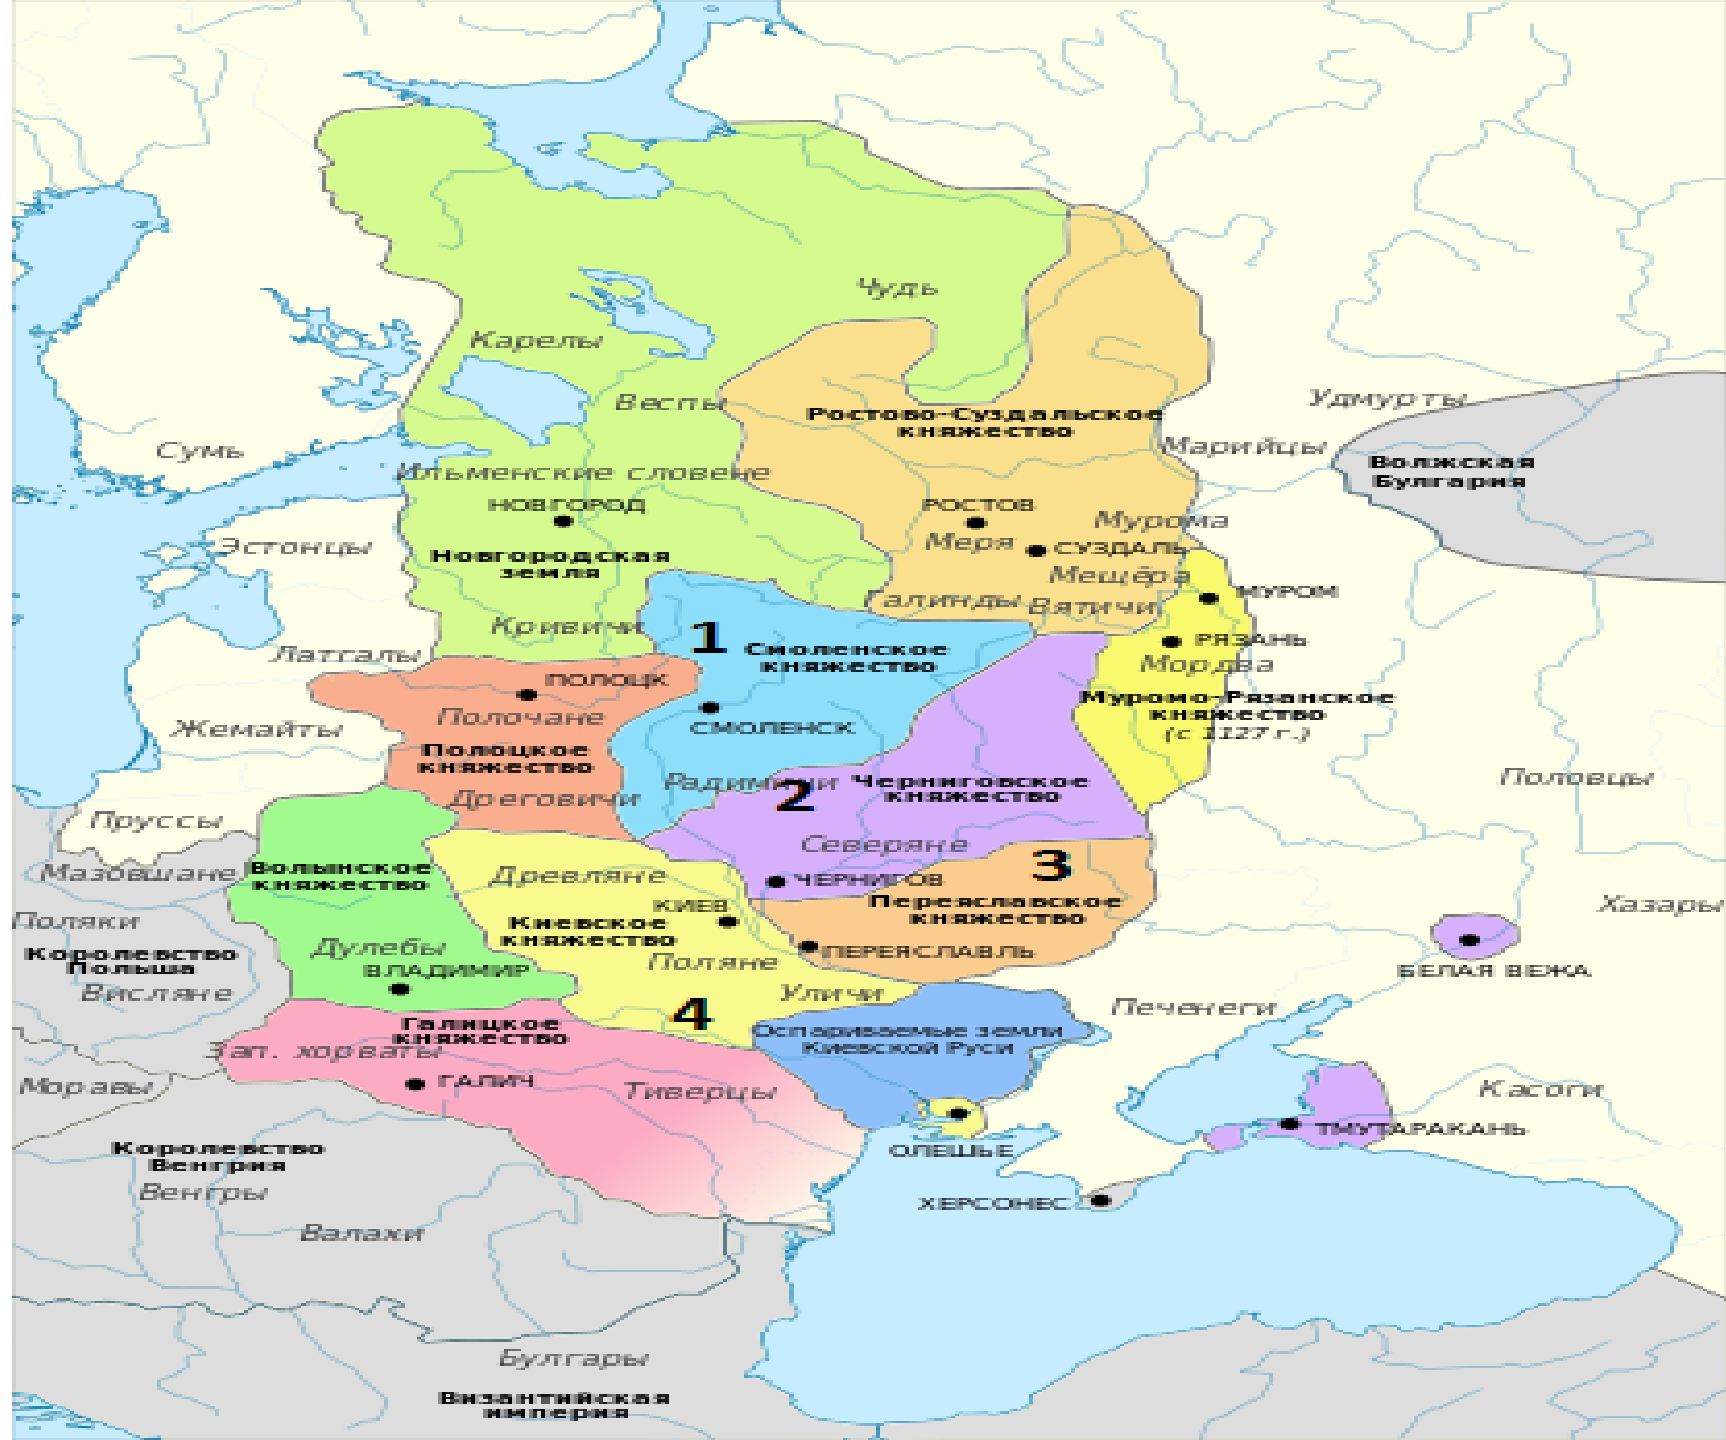 Чудь
Карелы
Весь
Удмурты
Ростово-Суздальское
княжество
Сумь
Марийцы
Волжская
Булгария
Ильменские словене
НОВГОРОД
РОСТОВ
Мурома
Эстонцы
Меря
СУЗДАЛЬ
Новгородская
земля
Мещёра
МУРОМ
алинды
Вятичи
Кривичи
1
Смоленское
княжество
РЯЗАНЬ
Латгалы
Мордва
ПОЛОЦК
Полочане
СМОЛЕНСК
Муромо-Рязанское
княжество
(с 1127 г.)
Жемайты
Полоцкое
княжество
Половцы
Радимичи
2
Черниговское
княжество
Дреговичи
Пруссы
Северяне
Мазовшане
Волынское
княжество
Древляне
ЧЕРНИГОВ
3
Переяславское
княжество
Хазары
Поляки
КИЕВ
Киевское
княжество
Королевство
Польша
Дулебы
ВЛАДИМИР
Поляне
ПЕРЕЯСЛАВЛЬ
БЕЛАЯ ВЕЖА
Висляне
Уличи
Печенеги
4
Галицкое
княжество
Оспариваемые земли
Киевской Руси
Зап. хорваты
Моравы
ГАЛИЧ
Тиверцы
Касоги
ТМУТАРАКАНЬ
Королевство
Венгрия
ОЛЕШЬЕ
Венгры
ХЕРСОНЕС
Валахи
Булгары
Византийская
империя